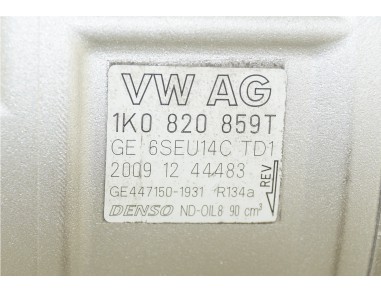 VW AG
1K0 820 859T
GE 6SEU14C TD1
2009 12 44483
GE447150-1931 R134a
DENSO ND-OIL8 90 cm³
REV